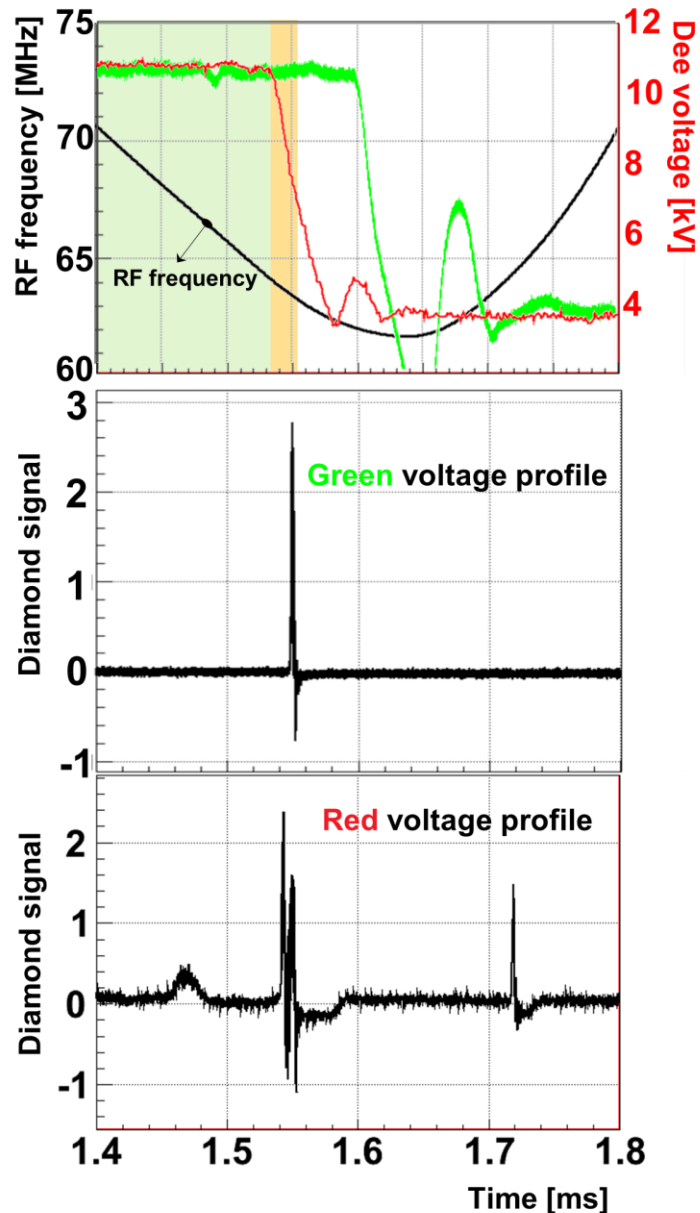 RF frequency [MHz]
75
70
65
60
RF frequency
12
10
8
6
4
Dee voltage [kV]
Diamond signal
3
2
1
0
-1
Green voltage profile
Diamond signal
2
1
0
-1
Red voltage profile
1.4 1.5 1.6 1.7 1.8
Time [ms]